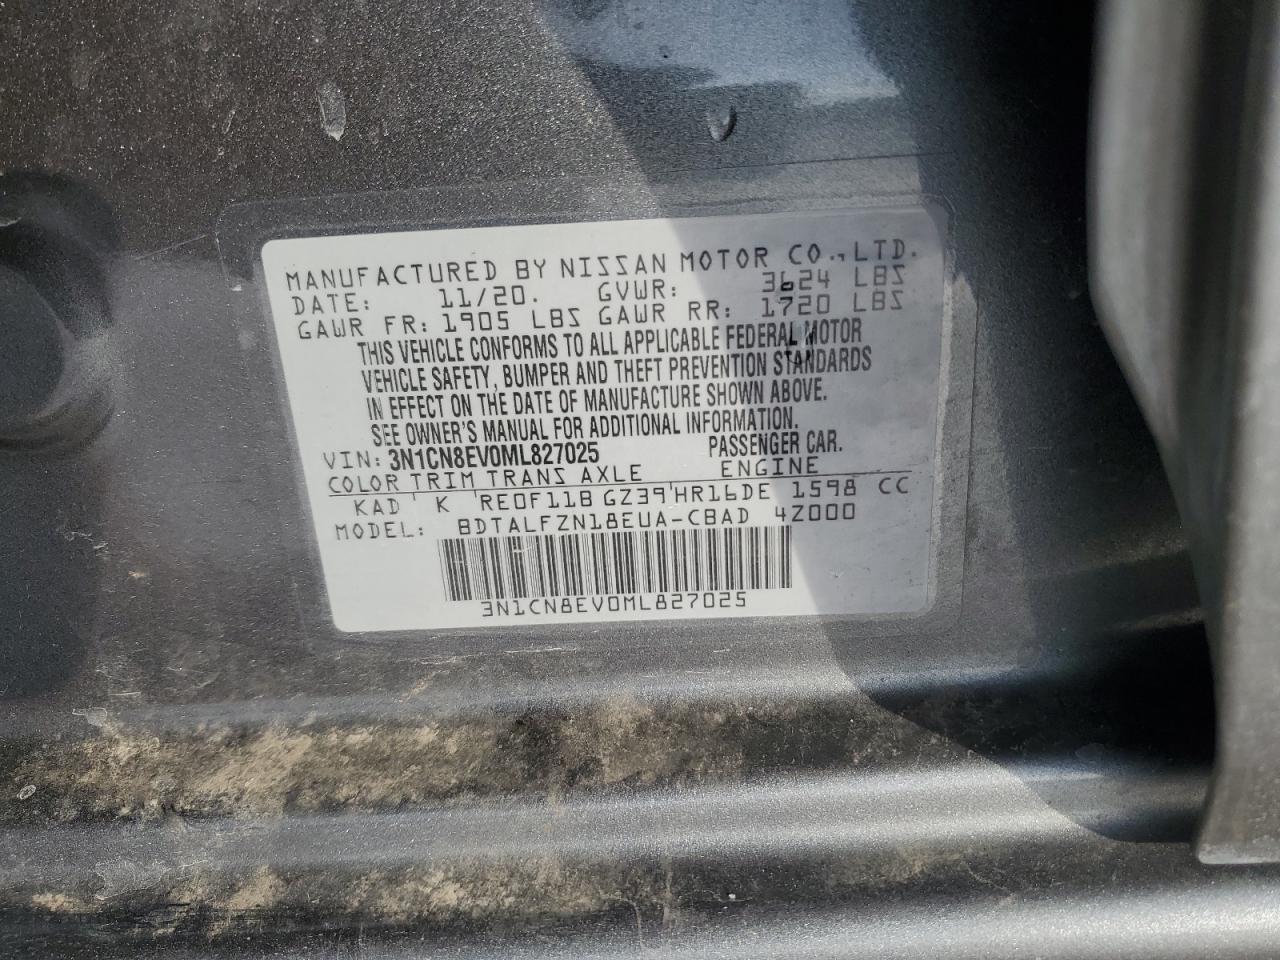 MANUFACTURED BY NISSAN MOTOR CO., LTD.
DATE: 11/20. GVWR: 3624 LBS
GAWR FR: 1905 LBS GAWR RR: 1720 LBS
THIS VEHICLE CONFORMS TO ALL APPLICABLE FEDERAL MOTOR
VEHICLE SAFETY, BUMPER AND THEFT PREVENTION STANDARDS
IN EFFECT ON THE DATE OF MANUFACTURE SHOWN ABOVE.
SEE OWNER'S MANUAL FOR ADDITIONAL INFORMATION.
VIN: 3N1CN8EV0ML827025 PASSENGER CAR.
COLOR TRIM TRANS AXLE ENGINE
KAD K RE0F11B GZ39 HR16DE 1598 CC
MODEL: BDTALFZN18EUA-CBAD 4Z000
3N1CN8EV0ML827025